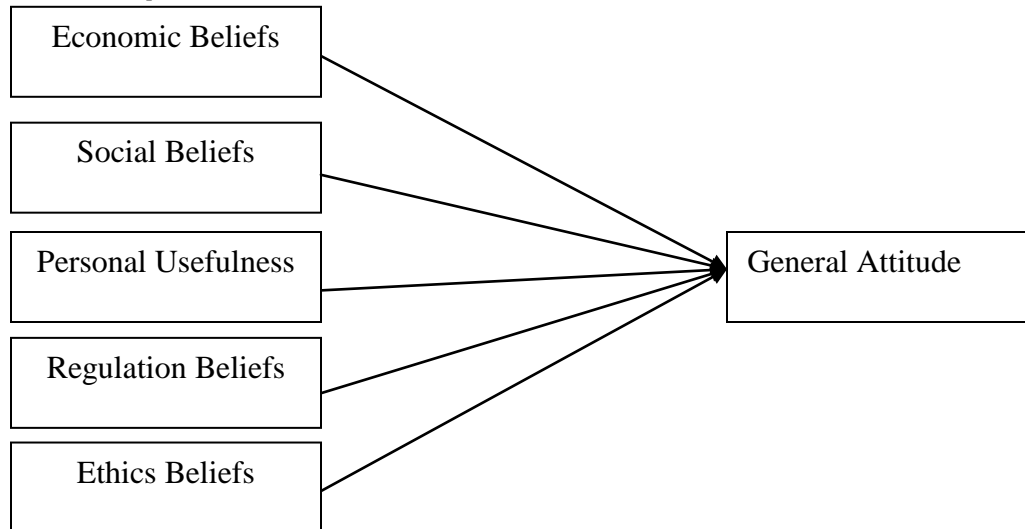 Economic Beliefs
Social Beliefs
Personal Usefulness
General Attitude
Regulation Beliefs
Ethics Beliefs